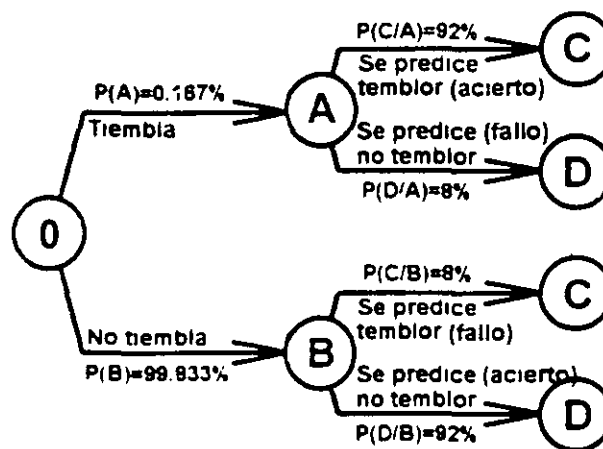 P(C/A)=92%
C
Se predice
temblor (acierto)
P(A)=0.167%
Tiembla
A
Se predice (fallo)
no temblor
D
P(D/A)=8%
0
P(C/B)=8%
C
Se predice
temblor (fallo)
No tiembla
P(B)=99.833%
B
Se predice (acierto)
no temblor
D
P(D/B)=92%